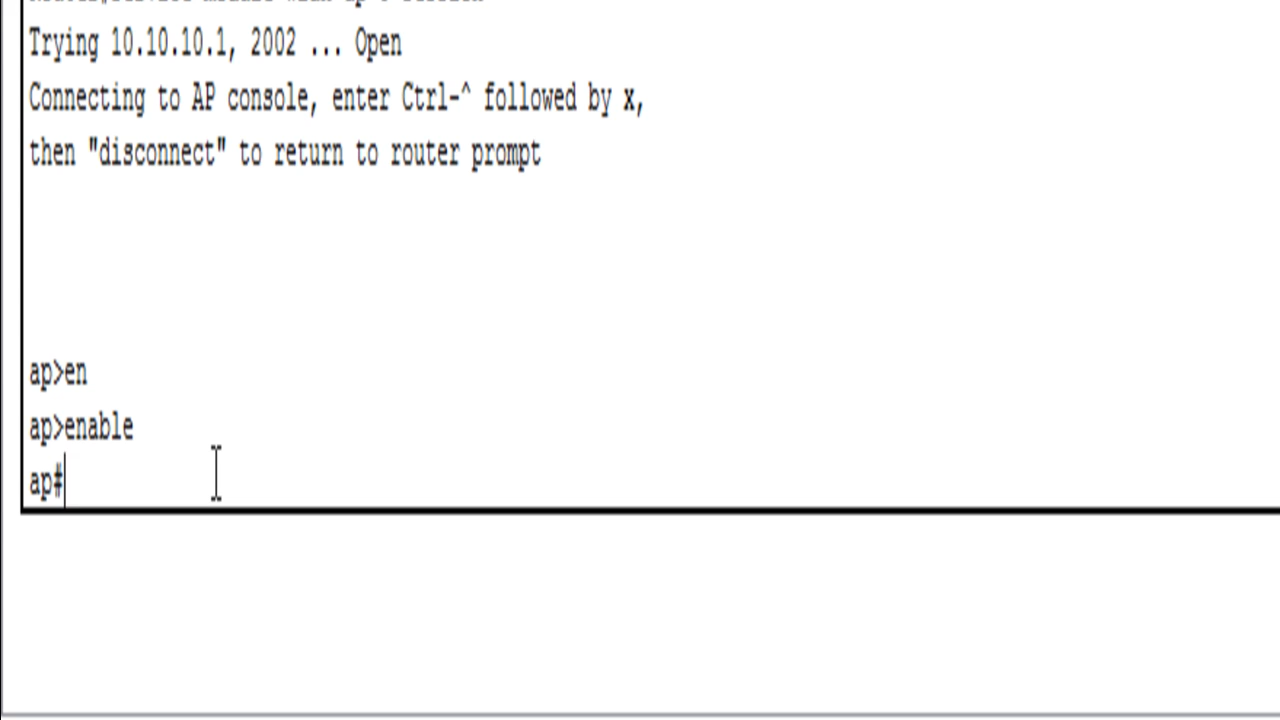 Trying 10.10.10.1, 2002 ... Open
Connecting to AP console, enter Ctrl-^ followed by x,
then "disconnect" to return to router prompt
ap>en
ap>enable
ap#